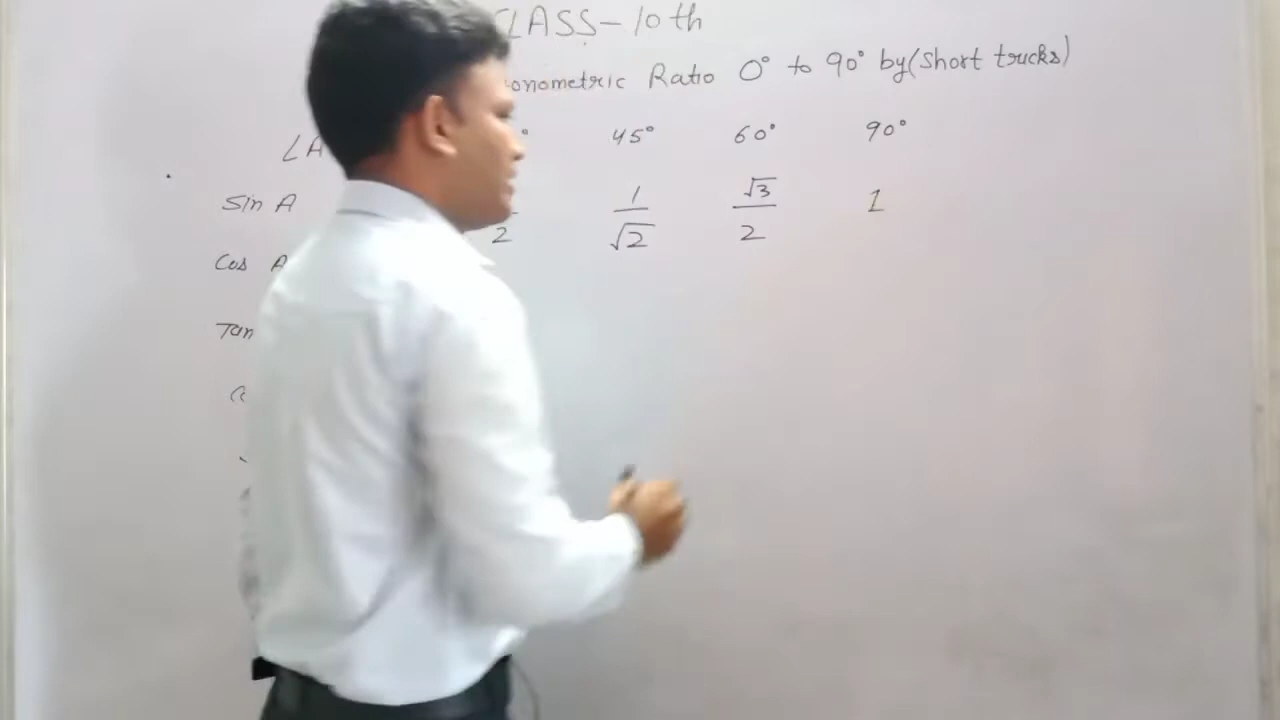 CLASS-10th
onometric Ratio 0° to 90° by(Short trucks)
∠A ° 45° 60° 90°
Sin A 2 1/√2 √3/2 1
Cos A
Tan